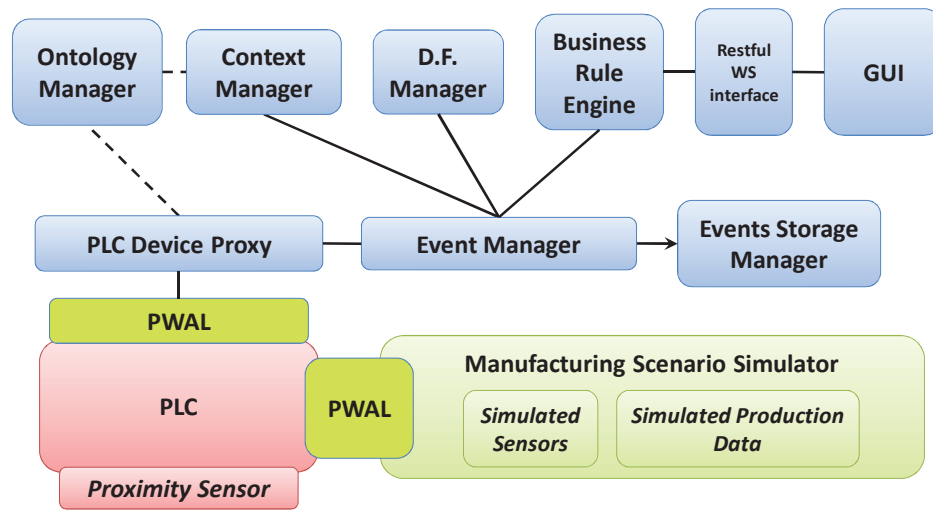 Ontology
Manager
Context
Manager
D.F.
Manager
Business
Rule
Engine
Restful
WS
interface
GUI
PLC Device Proxy
Event Manager
Events Storage
Manager
PWAL
PLC
Proximity Sensor
PWAL
Manufacturing Scenario Simulator
Simulated
Sensors
Simulated Production
Data